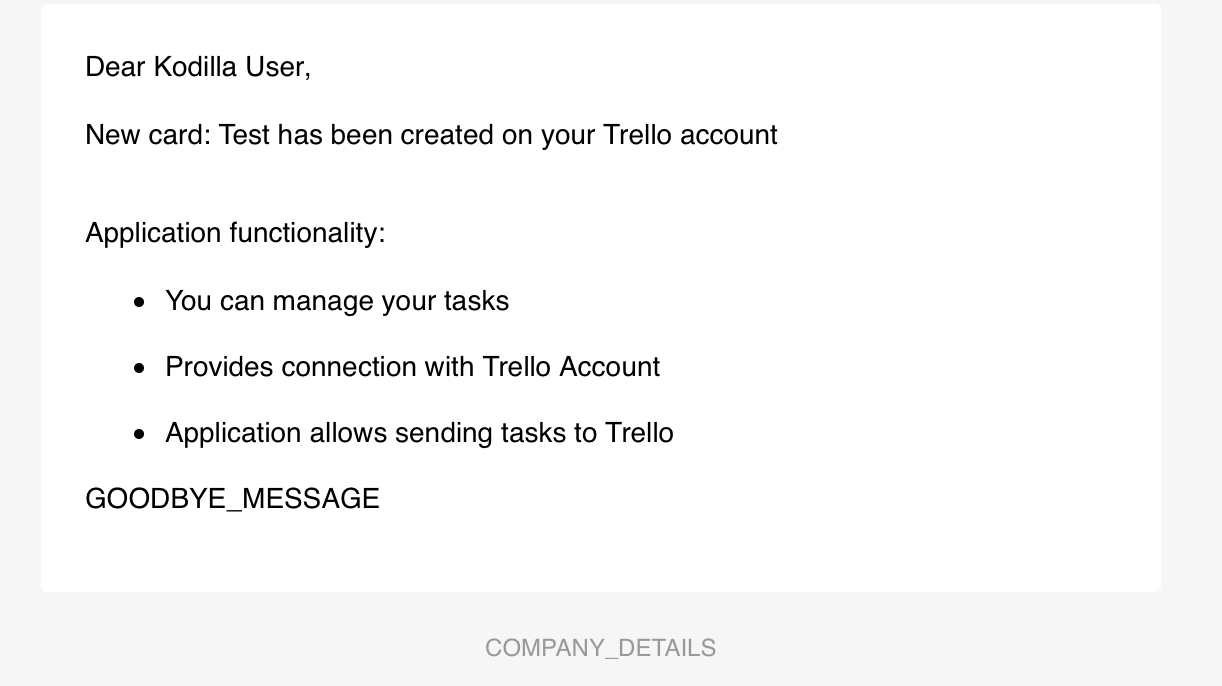 Dear Kodilla User,
New card: Test has been created on your Trello account
Application functionality:
You can manage your tasks
Provides connection with Trello Account
Application allows sending tasks to Trello
GOODBYE_MESSAGE
COMPANY_DETAILS